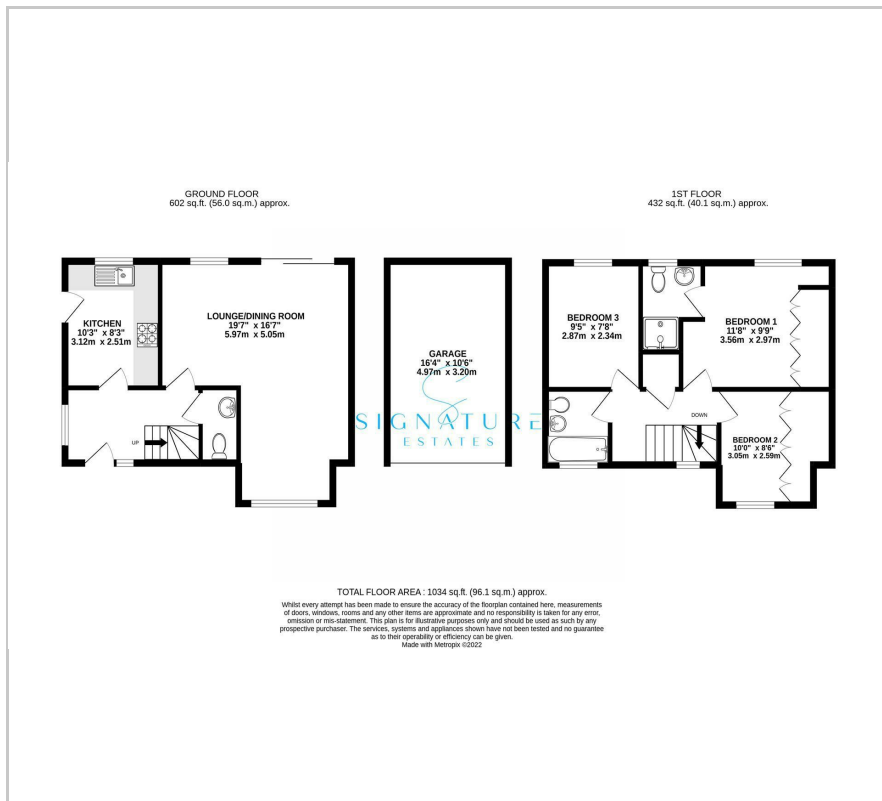 GROUND FLOOR
602 sq.ft. (56.0 sq.m.) approx.
1ST FLOOR
432 sq.ft. (40.1 sq.m.) approx.
KITCHEN
10'3" x 8'3"
3.12m x 2.51m
LOUNGE/DINING ROOM
19'7" x 16'7"
5.97m x 5.05m
UP
GARAGE
16'4" x 10'6"
4.97m x 3.20m
SIGNATURE
ESTATES
BEDROOM 3
9'5" x 7'8"
2.87m x 2.34m
BEDROOM 1
11'8" x 9'9"
3.56m x 2.97m
DOWN
BEDROOM 2
10'0" x 8'6"
3.05m x 2.59m
TOTAL FLOOR AREA : 1034 sq.ft. (96.1 sq.m.) approx.
Whilst every attempt has been made to ensure the accuracy of the floorplan contained here, measurements
of doors, windows, rooms and any other items are approximate and no responsibility is taken for any error,
omission or mis-statement. This plan is for illustrative purposes only and should be used as such by any
prospective purchaser. The services, systems and appliances shown have not been tested and no guarantee
as to their operability or efficiency can be given.
Made with Metropix ©2022